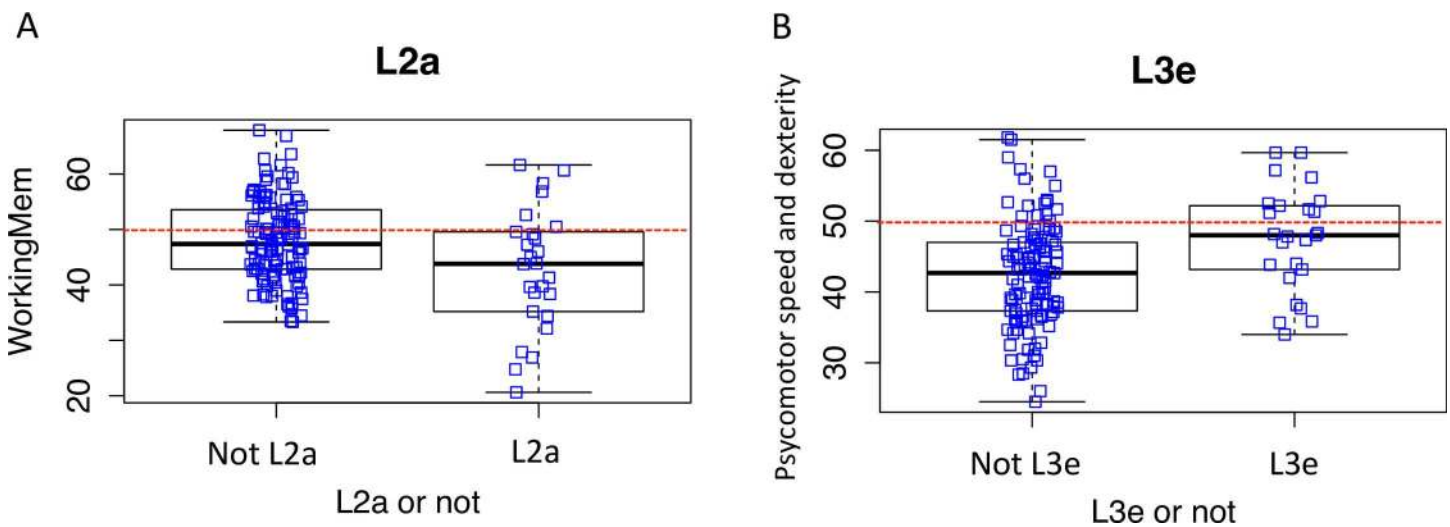 A
L2a
WorkingMem
60
40
20
Not L2a
L2a
L2a or not
B
L3e
Psycomotor speed and dexterity
60
50
40
30
Not L3e
L3e
L3e or not